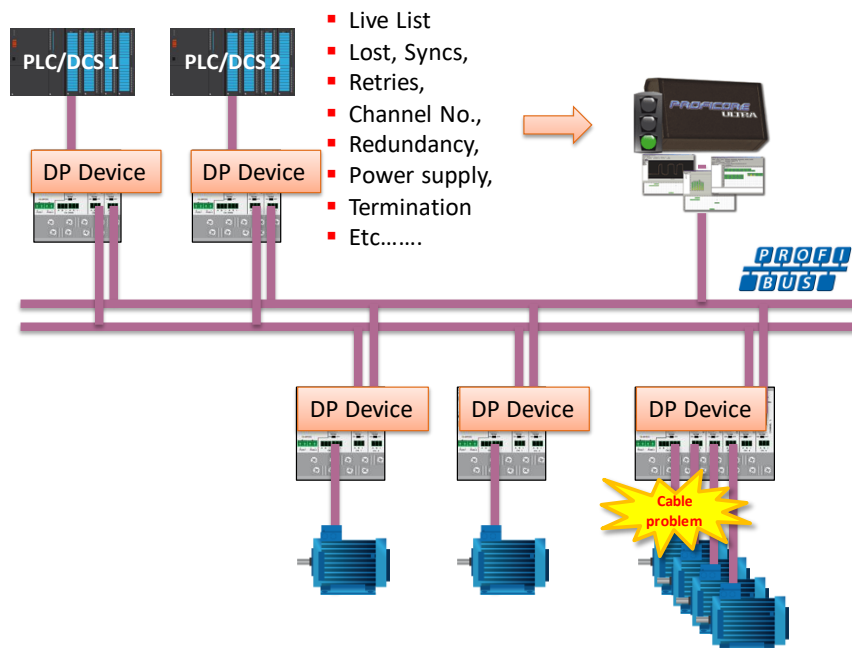 PLC/DCS 1
PLC/DCS 2
Live List
Lost, Syncs,
Retries,
Channel No.,
Redundancy,
Power supply,
Termination
Etc…….
PROFICORE
ULTRA
DP Device
DP Device
PROFI
BUS
DP Device
DP Device
DP Device
Cable
problem